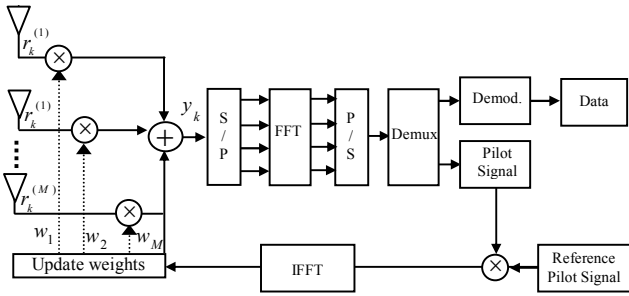 r_k^(1)
r_k^(1)
r_k^(M)
w_1
w_2
w_M
Update weights
y_k
S
/
P
FFT
P
/
S
Demux
Demod.
Data
Pilot
Signal
IFFT
Reference
Pilot Signal